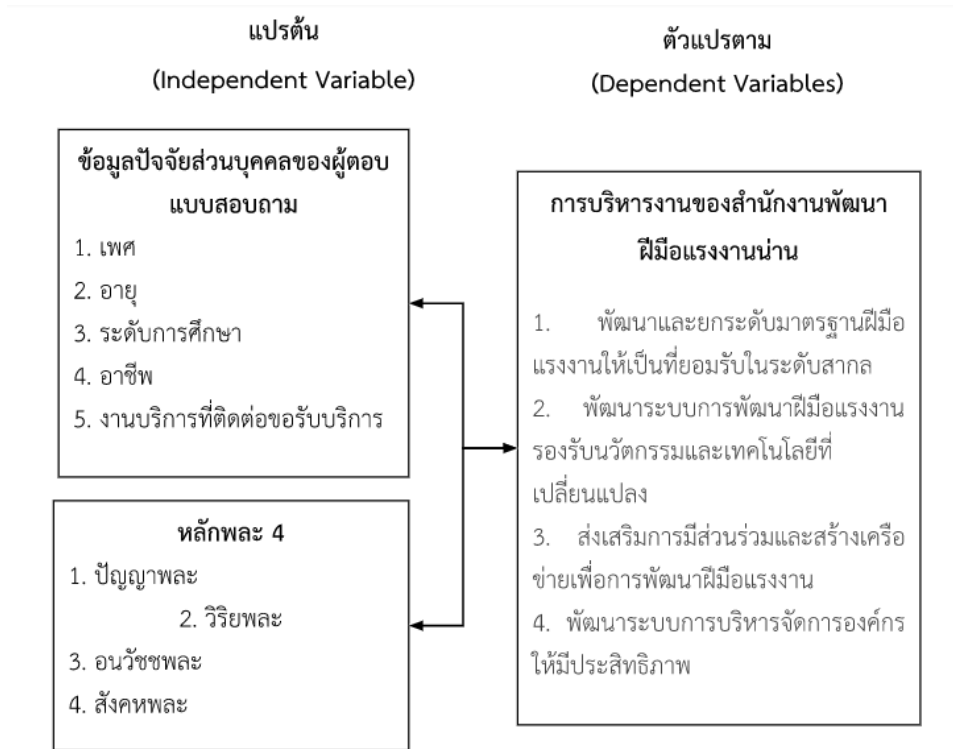 แปรต้น
(Independent Variable)
ตัวแปรตาม
(Dependent Variables)
ข้อมูลปัจจัยส่วนบุคคลของผู้ตอบ
แบบสอบถาม
1. เพศ
2. อายุ
3. ระดับการศึกษา
4. อาชีพ
5. งานบริการที่ติดต่อขอรับบริการ
หลักพละ 4
1. ปัญญาพละ
2. วิริยพละ
3. อนวัชชพละ
4. สังคหพละ
การบริหารงานของสำนักงานพัฒนา
ฝีมือแรงงานน่าน
1. พัฒนาและยกระดับมาตรฐานฝีมือ
แรงงานให้เป็นที่ยอมรับในระดับสากล
2. พัฒนาระบบการพัฒนาฝีมือแรงงาน
รองรับนวัตกรรมและเทคโนโลยีที่
เปลี่ยนแปลง
3. ส่งเสริมการมีส่วนร่วมและสร้างเครือ
ข่ายเพื่อการพัฒนาฝีมือแรงงาน
4. พัฒนาระบบการบริหารจัดการองค์กร
ให้มีประสิทธิภาพ